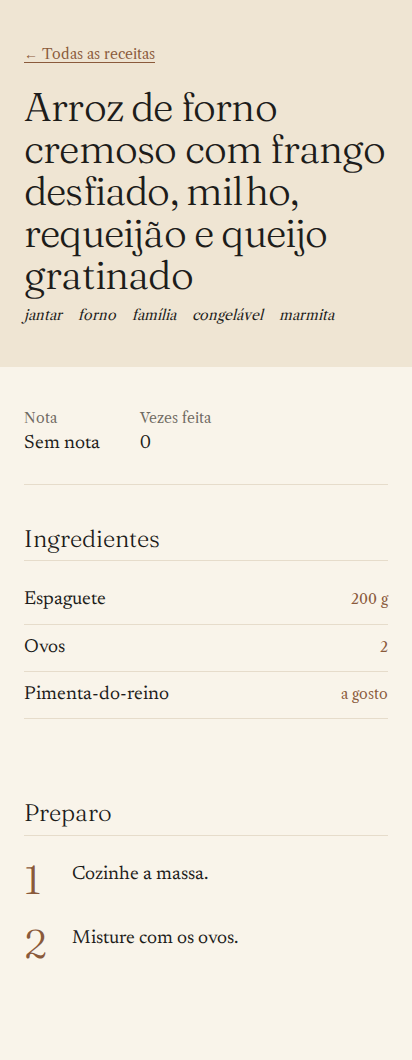 ← Todas as receitas
Arroz de forno
cremoso com frango
desfiado, milho,
requeijão e queijo
gratinado
jantar forno família congelável marmita
Nota Vezes feita
Sem nota 0
Ingredientes
Espaguete 200 g
Ovos 2
Pimenta-do-reino a gosto
Preparo
1 Cozinhe a massa.
2 Misture com os ovos.